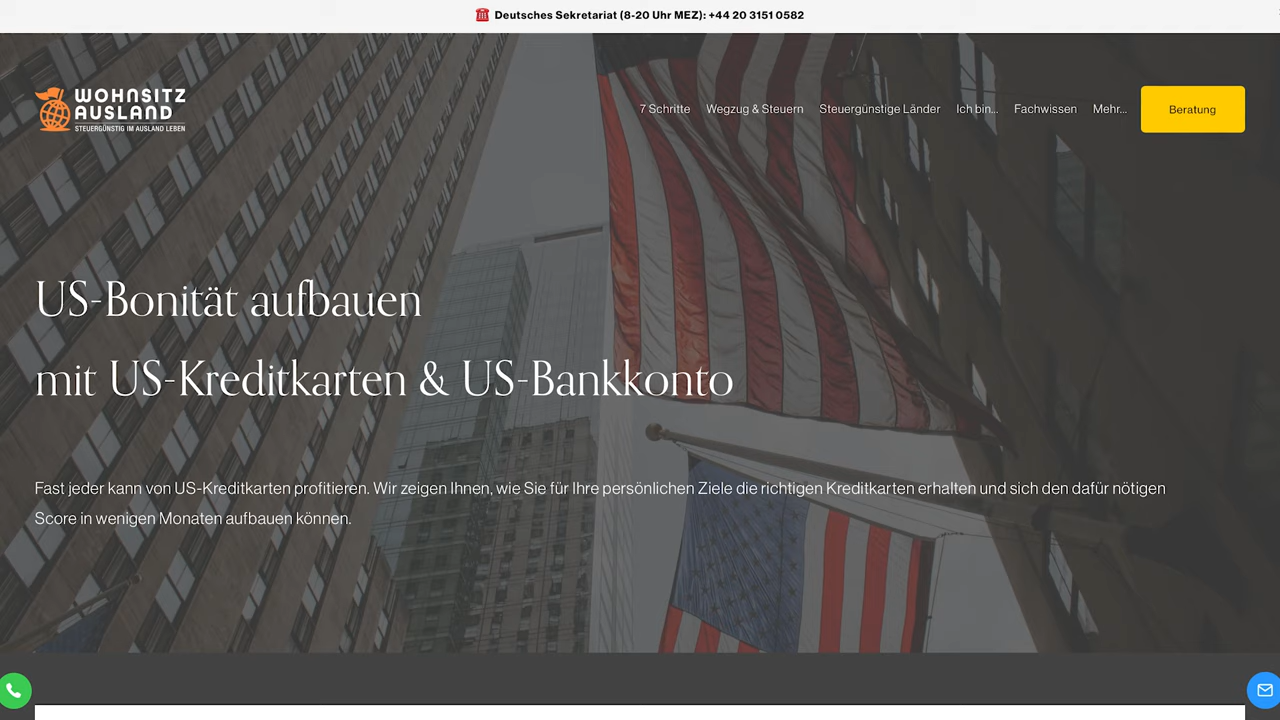 Deutsches Sekretariat (8-20 Uhr MEZ): +44 20 3151 0582
WOHNSITZ
AUSLAND
STEUERGÜNSTIG IM AUSLAND LEBEN
7 Schritte Wegzug & Steuern Steuergünstige Länder Ich bin... Fachwissen Mehr... Beratung
US-Bonität aufbauen
mit US-Kreditkarten & US-Bankkonto
Fast jeder kann von US-Kreditkarten profitieren. Wir zeigen Ihnen, wie Sie für Ihre persönlichen Ziele die richtigen Kreditkarten erhalten und sich den dafür nötigen
Score in wenigen Monaten aufbauen können.